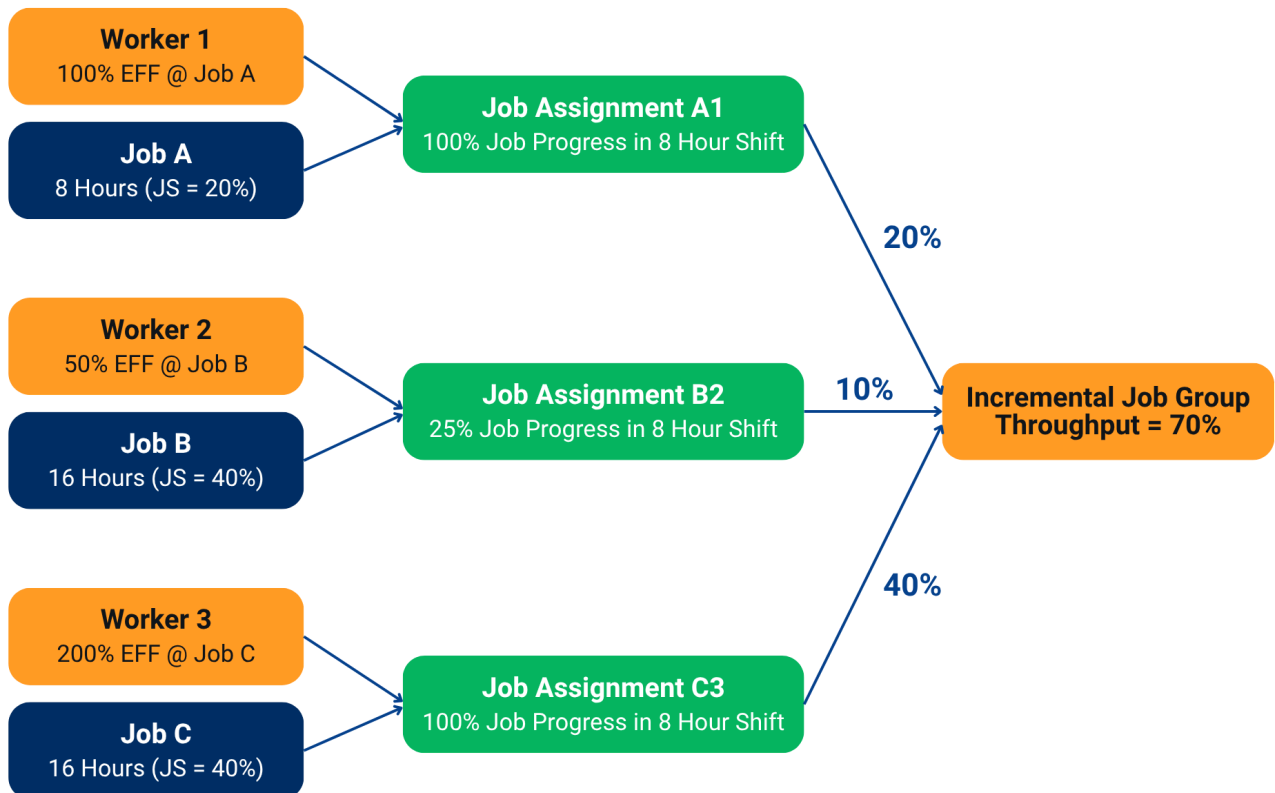 Worker 1
100% EFF @ Job A
Job A
8 Hours (JS = 20%)
Job Assignment A1
100% Job Progress in 8 Hour Shift
20%
Worker 2
50% EFF @ Job B
Job B
16 Hours (JS = 40%)
Job Assignment B2
25% Job Progress in 8 Hour Shift
10%
Incremental Job Group
Throughput = 70%
Worker 3
200% EFF @ Job C
Job C
16 Hours (JS = 40%)
Job Assignment C3
100% Job Progress in 8 Hour Shift
40%